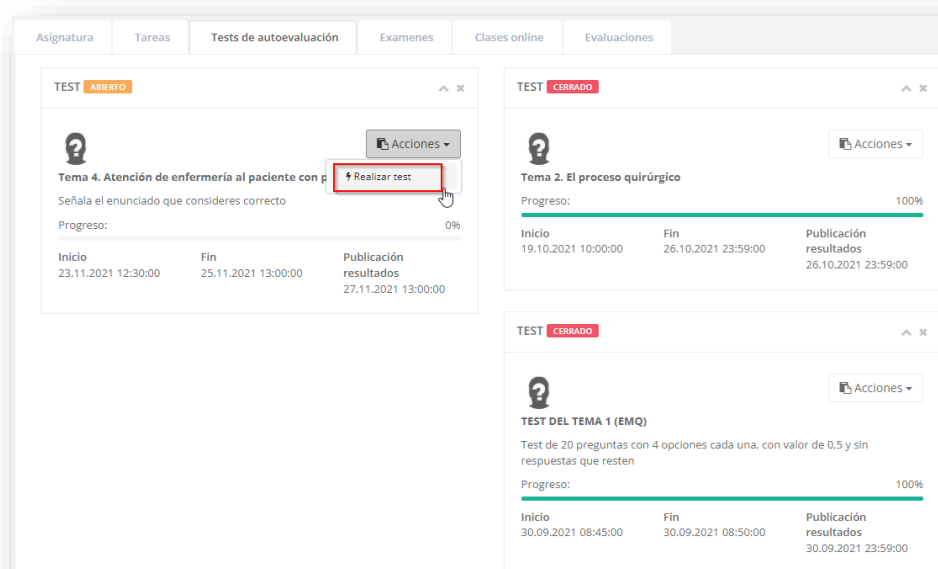 Asignatura
Tareas
Tests de autoevaluación
Examenes
Clases online
Evaluaciones
TEST ABIERTO
Acciones
Realizar test
Tema 4. Atención de enfermería al paciente con p
Señala el enunciado que consideres correcto
Progreso: 0%
Inicio
23.11.2021 12:30:00
Fin
25.11.2021 13:00:00
Publicación
resultados
27.11.2021 13:00:00
TEST CERRADO
Acciones
Tema 2. El proceso quirúrgico
Progreso: 100%
Inicio
19.10.2021 10:00:00
Fin
26.10.2021 23:59:00
Publicación
resultados
26.10.2021 23:59:00
TEST CERRADO
Acciones
TEST DEL TEMA 1 (EMQ)
Test de 20 preguntas con 4 opciones cada una, con valor de 0,5 y sin
respuestas que resten
Progreso: 100%
Inicio
30.09.2021 08:45:00
Fin
30.09.2021 08:50:00
Publicación
resultados
30.09.2021 23:59:00